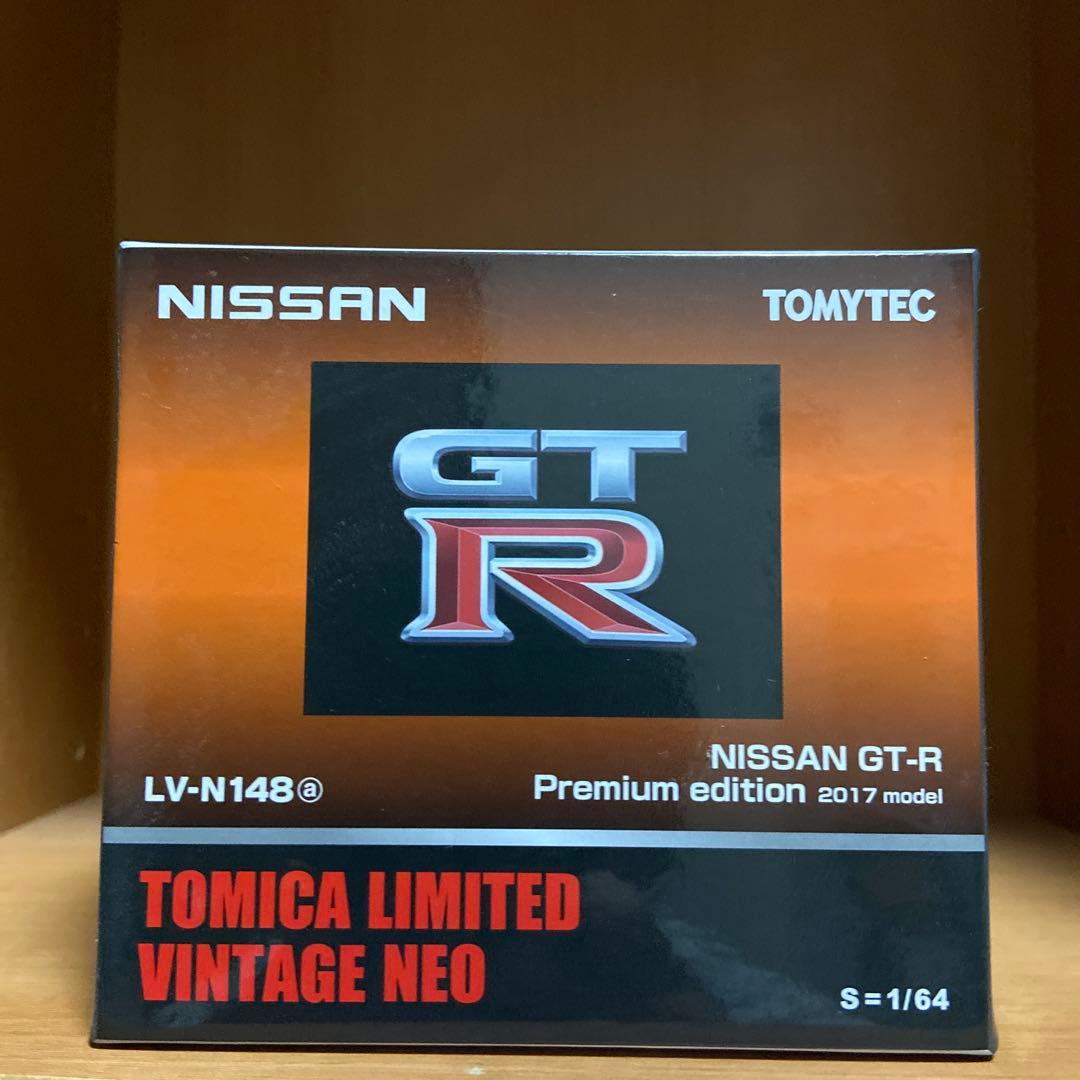 NISSAN
TOMYTEC
GT
R
NISSAN GT-R
LV-N148ⓐ
Premium edition 2017 model
TOMICA LIMITED
VINTAGE NEO
S=1/64